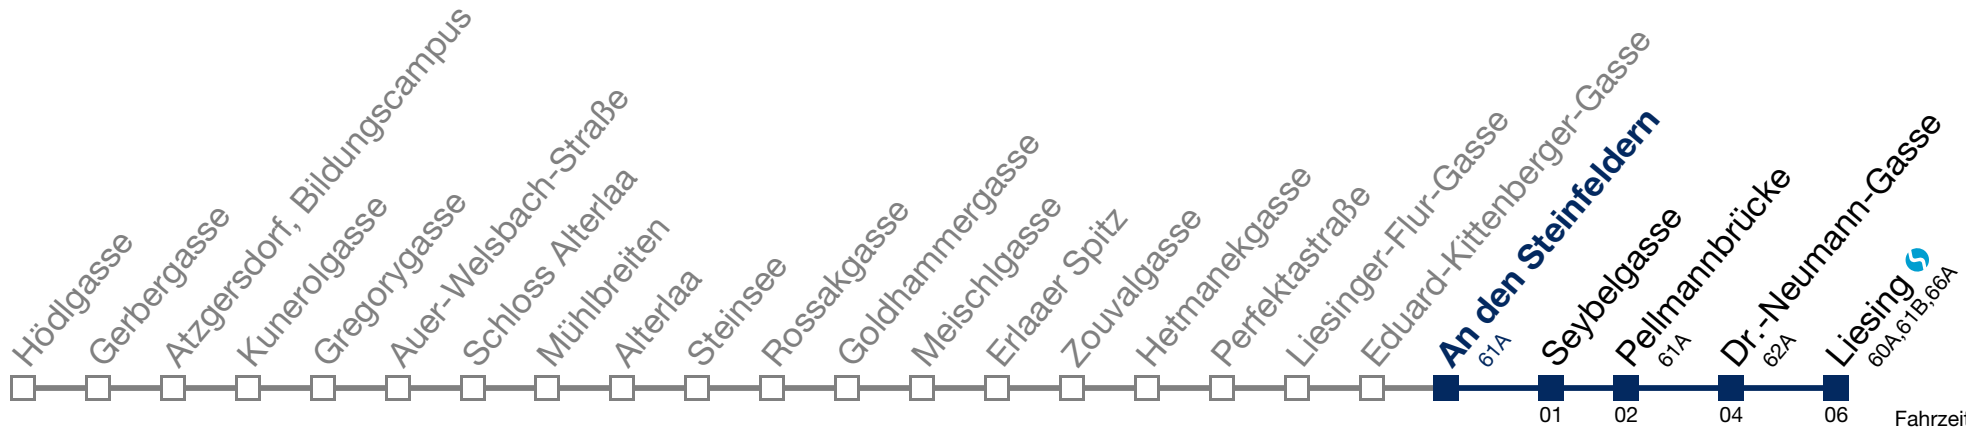 Hödlgasse
Gerbergasse
Atzgersdorf, Bildungscampus
Kunerolgasse
Gregorygasse
Auer-Welsbach-Straße
Schloss Alterlaa
Mühlbreiten
Alterlaa
Steinsee
Rossakgasse
Goldhammergasse
Meischlgasse
Erlaaer Spitz
Zouvalgasse
Hetmanekgasse
Perfektastraße
Liesinger-Flur-Gasse
Eduard-Kittenberger-Gasse
An den Steinfeldern
61A
Seybelgasse
Pellmannbrücke
61A
Dr.-Neumann-Gasse
62A
Liesing
60A,61B,66A
01 02 04 06 Fahrzeit